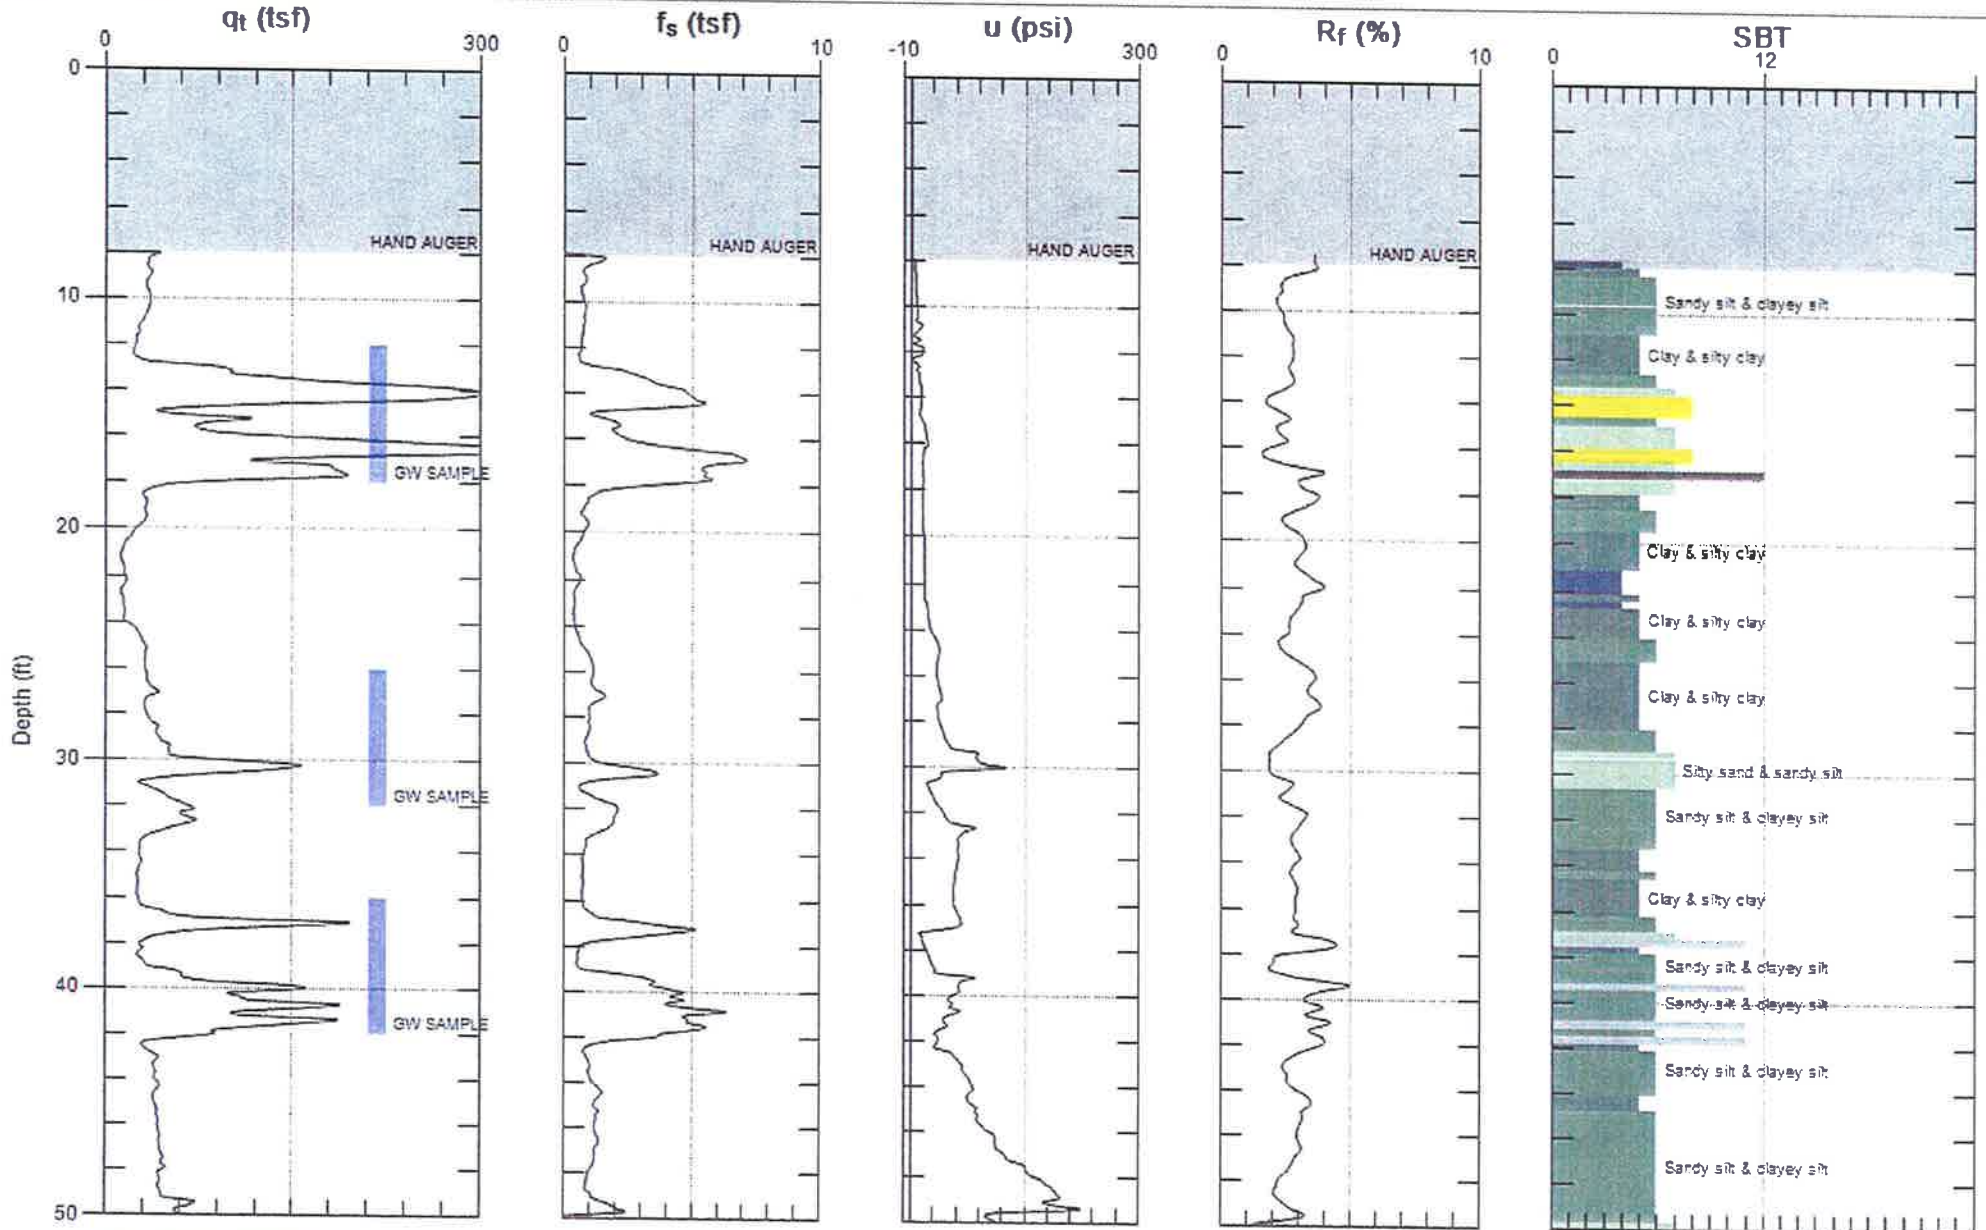 qt (tsf)
fs (tsf)
u (psi)
Rf (%)
SBT
0 300
0 10
-10 300
0 10
0 12
0
HAND AUGER
HAND AUGER
HAND AUGER
HAND AUGER
10
Sandy silt & clayey silt
Clay & silty clay
GW SAMPLE
20
Clay & silty clay
Clay & silty clay
Depth (ft)
Clay & silty clay
30
Silty sand & sandy silt
GW SAMPLE
Sandy silt & clayey silt
Clay & silty clay
Sandy silt & clayey silt
40
Sandy silt & clayey silt
GW SAMPLE
Sandy silt & clayey silt
Sandy silt & clayey silt
50